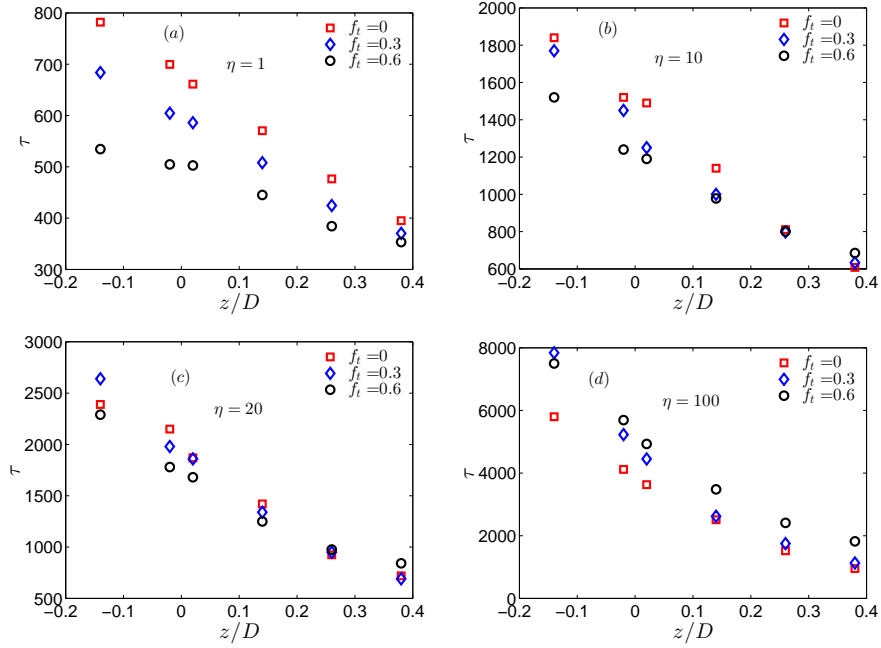 800
700
600
500
400
300
τ
(a)
η = 1
f_t = 0
f_t = 0.3
f_t = 0.6
−0.2 −0.1 0 0.1 0.2 0.3 0.4
z/D
2000
1800
1600
1400
1200
1000
800
600
τ
(b)
η = 10
f_t = 0
f_t = 0.3
f_t = 0.6
−0.2 −0.1 0 0.1 0.2 0.3 0.4
z/D
3000
2500
2000
1500
1000
500
τ
(c)
η = 20
f_t = 0
f_t = 0.3
f_t = 0.6
−0.2 −0.1 0 0.1 0.2 0.3 0.4
z/D
8000
6000
4000
2000
0
τ
(d)
η = 100
f_t = 0
f_t = 0.3
f_t = 0.6
−0.2 −0.1 0 0.1 0.2 0.3 0.4
z/D